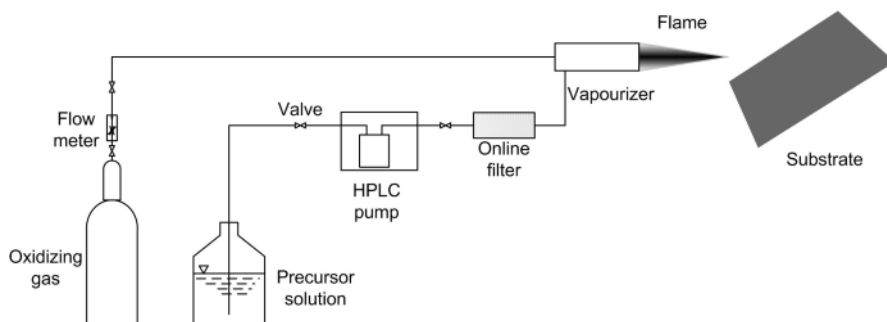 Flame
Vapourizer
Valve
Flow
meter
Online
filter
Substrate
HPLC
pump
Oxidizing
gas
Precursor
solution